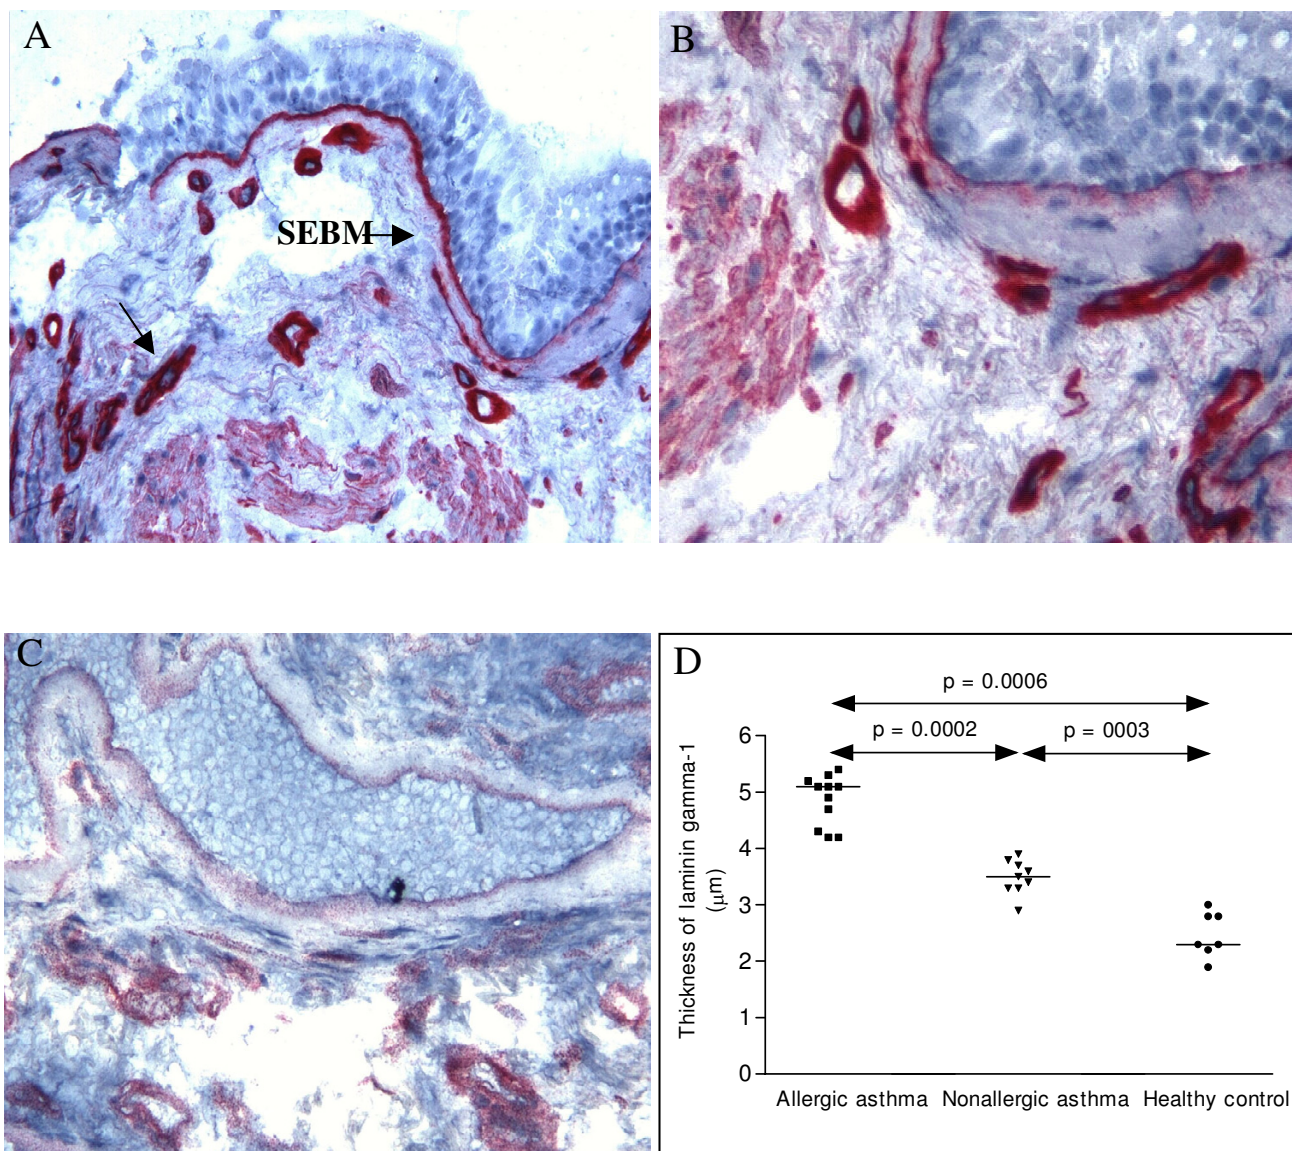 A
B
SEBM
C
D
p = 0.0006
p = 0.0002
p = 0003
Thickness of laminin gamma-1
(µm)
6
5
4
3
2
1
0
Allergic asthma
Nonallergic asthma
Healthy control